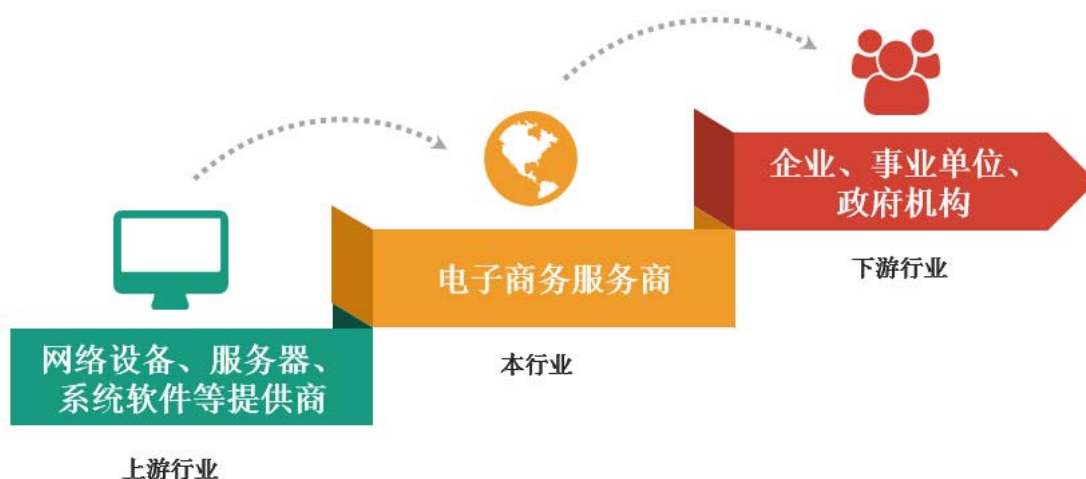 企业、事业单位、
政府机构
下游行业
电子商务服务商
本行业
网络设备、服务器、
系统软件等提供商
上游行业